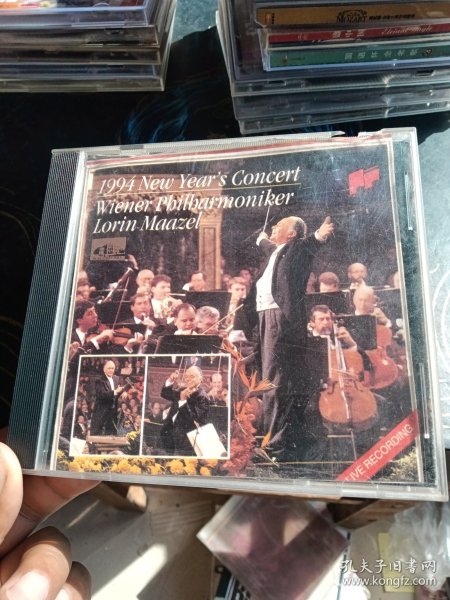 MOZART
1994 New Year's Concert
Wiener Philharmoniker
Lorin Maazel
LIVE RECORDING
孔夫子旧书网
www.kongfz.com